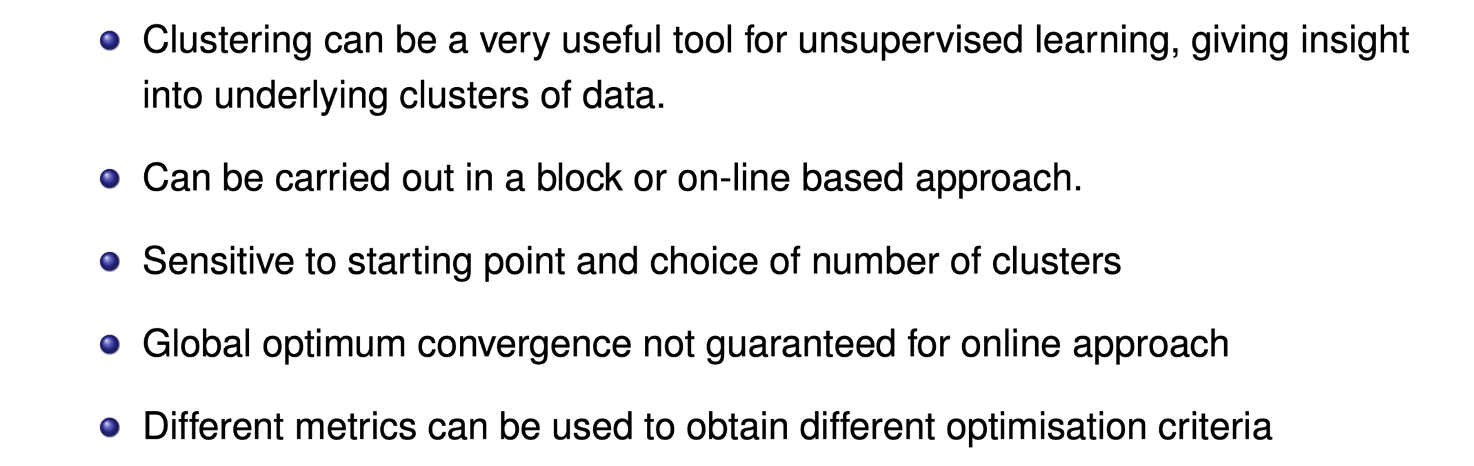 Clustering can be a very useful tool for unsupervised learning, giving insight
into underlying clusters of data.
Can be carried out in a block or on-line based approach.
Sensitive to starting point and choice of number of clusters
Global optimum convergence not guaranteed for online approach
Different metrics can be used to obtain different optimisation criteria